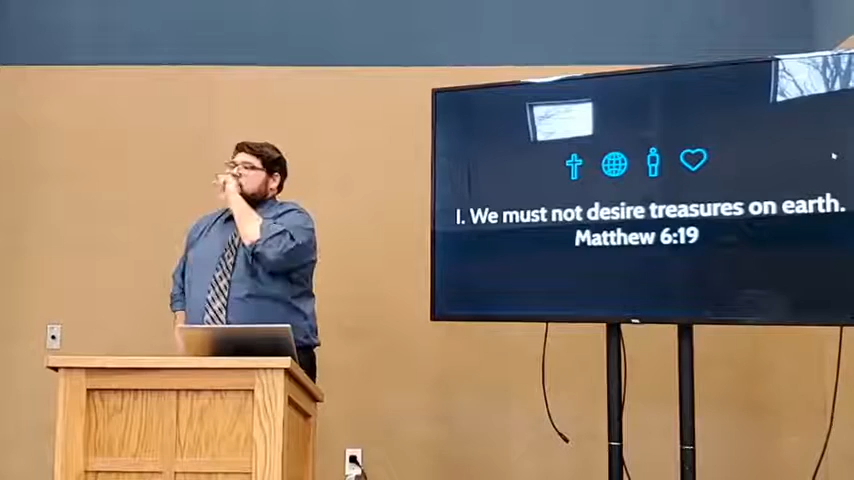 I. We must not desire treasures on earth.
Matthew 6:19